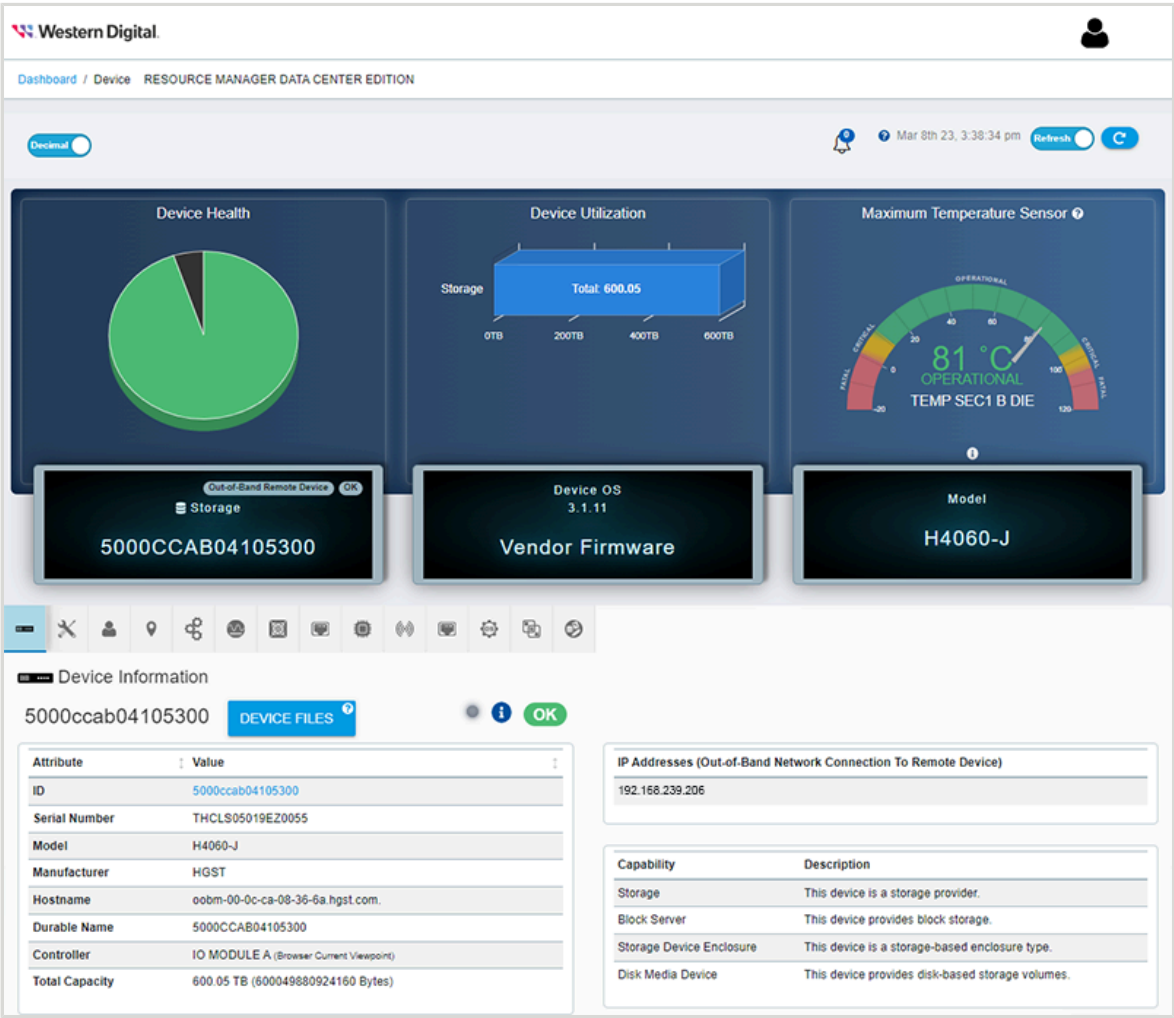 Western Digital.
Dashboard / Device RESOURCE MANAGER DATA CENTER EDITION
Decimal
0
? Mar 8th 23, 3:38:34 pm Refresh
Device Health
Device Utilization
Storage
Total: 600.05
0TB 200TB 400TB 600TB
Maximum Temperature Sensor ?
OPERATIONAL
CRITICAL
CRITICAL
FATAL
FATAL
-20 0 20 40 60 80 100 120
81 °C
OPERATIONAL
TEMP SEC1 B DIE
i
Out-of-Band Remote Device OK
Storage
5000CCAB04105300
Device OS
3.1.11
Vendor Firmware
Model
H4060-J
Device Information
5000ccab04105300 DEVICE FILES ? i OK
Attribute Value
ID 5000ccab04105300
Serial Number THCLS05019EZ0055
Model H4060-J
Manufacturer HGST
Hostname oobm-00-0c-ca-08-36-6a.hgst.com.
Durable Name 5000CCAB04105300
Controller IO MODULE A (Browser Current Viewpoint)
Total Capacity 600.05 TB (600049880924160 Bytes)
IP Addresses (Out-of-Band Network Connection To Remote Device)
192.168.239.206
Capability Description
Storage This device is a storage provider.
Block Server This device provides block storage.
Storage Device Enclosure This device is a storage-based enclosure type.
Disk Media Device This device provides disk-based storage volumes.